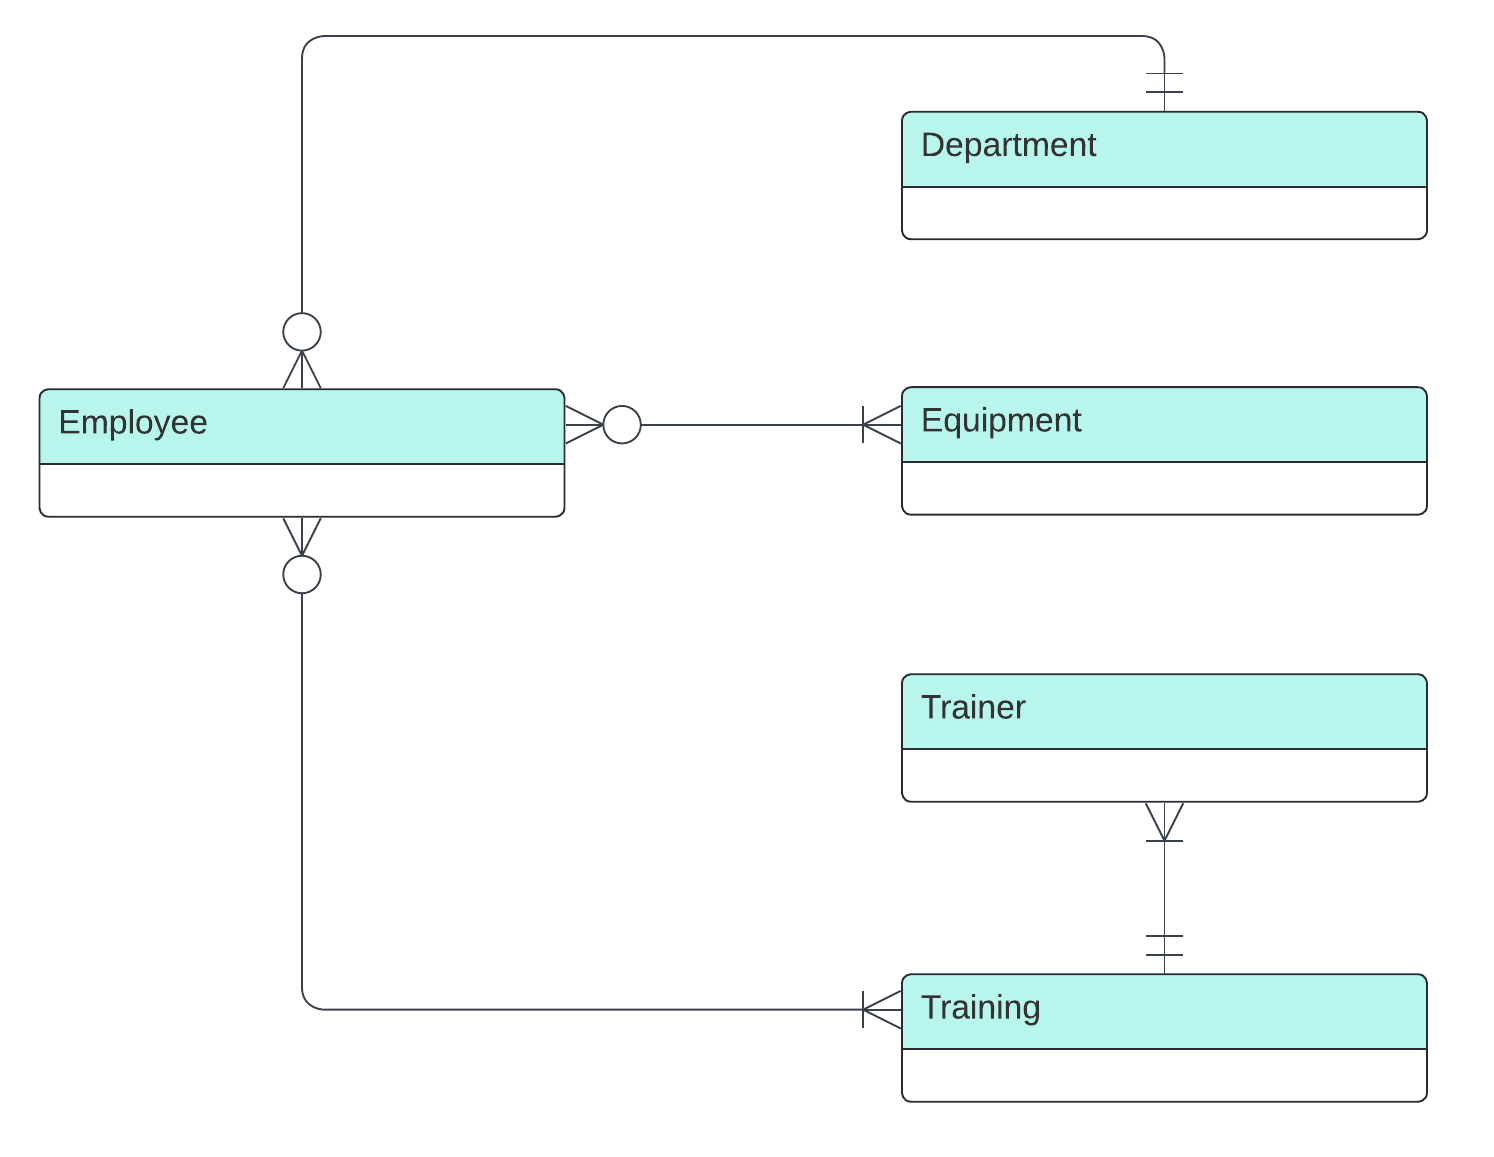 Department
Employee
Equipment
Trainer
Training